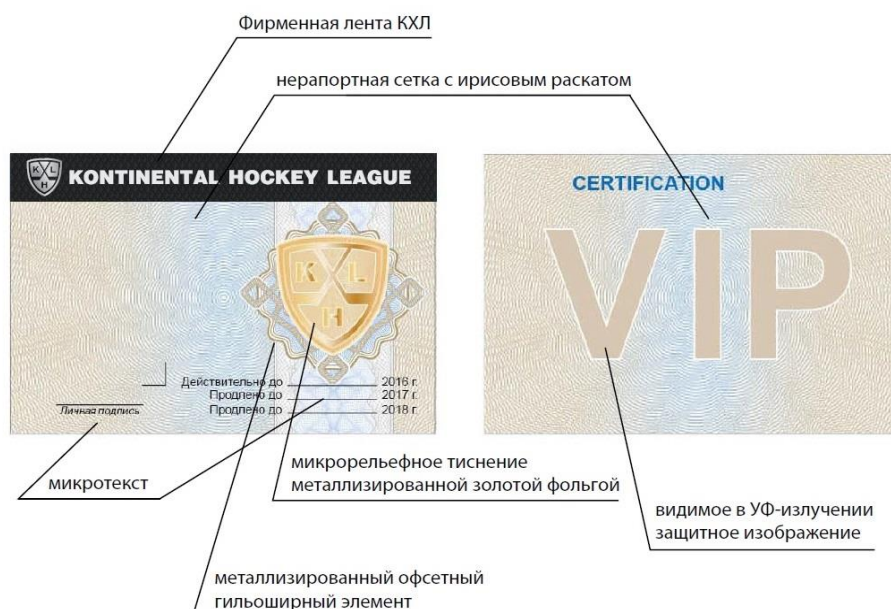 Фирменная лента КХЛ
нерапортная сетка с ирисовым раскатом
K L
H
KONTINENTAL HOCKEY LEAGUE
K L
H
Действительно до 2016 г.
Продлено до 2017 г.
Продлено до 2018 г.
Личная подпись
CERTIFICATION
VIP
микротекст
микрорельефное тиснение
металлизированной золотой фольгой
видимое в УФ-излучении
защитное изображение
металлизированный офсетный
гильоширный элемент